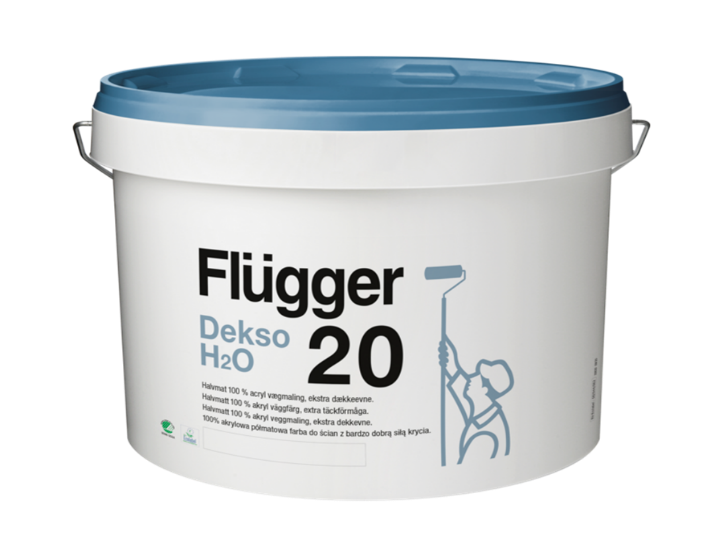 Flügger
Dekso
H2O
20
Halvmat 100 % acryl vægmaling, ekstra dækkeevne.
Halvmatt 100 % akryl väggfärg, extra täckförmåga.
Halvmatt 100 % akryl veggmaling, ekstra dekkevne.
100% akrylowa półmatowa farba do ścian z bardzo dobrą siłą krycia.